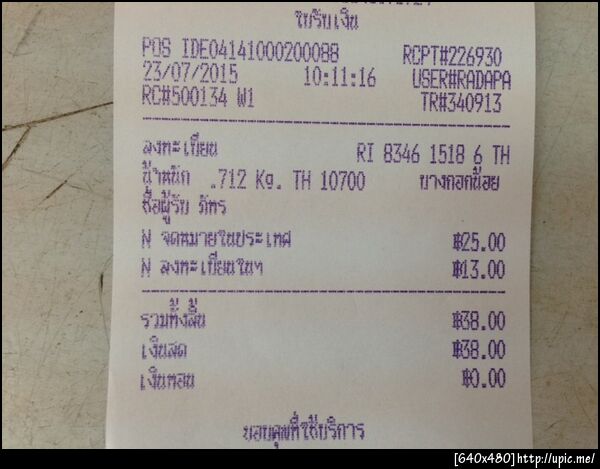 ใบรับเงิน
POS IDE04141000200088 RCPT#226930
23/07/2015 10:11:16 USER#RADAPA
RC#500134 W1 TR#340913
ลงทะเบียน RI 8346 1518 6 TH
น้ำหนัก .712 Kg. TH 10700 บางกอกน้อย
ชื่อผู้รับ ภัทร
N จดหมายในประเทศ ฿25.00
N ลงทะเบียนในฯ ฿13.00
รวมทั้งสิ้น ฿38.00
เงินสด ฿38.00
เงินทอน ฿0.00
ขอบคุณที่ใช้บริการ
[640x480]http://upic.me/